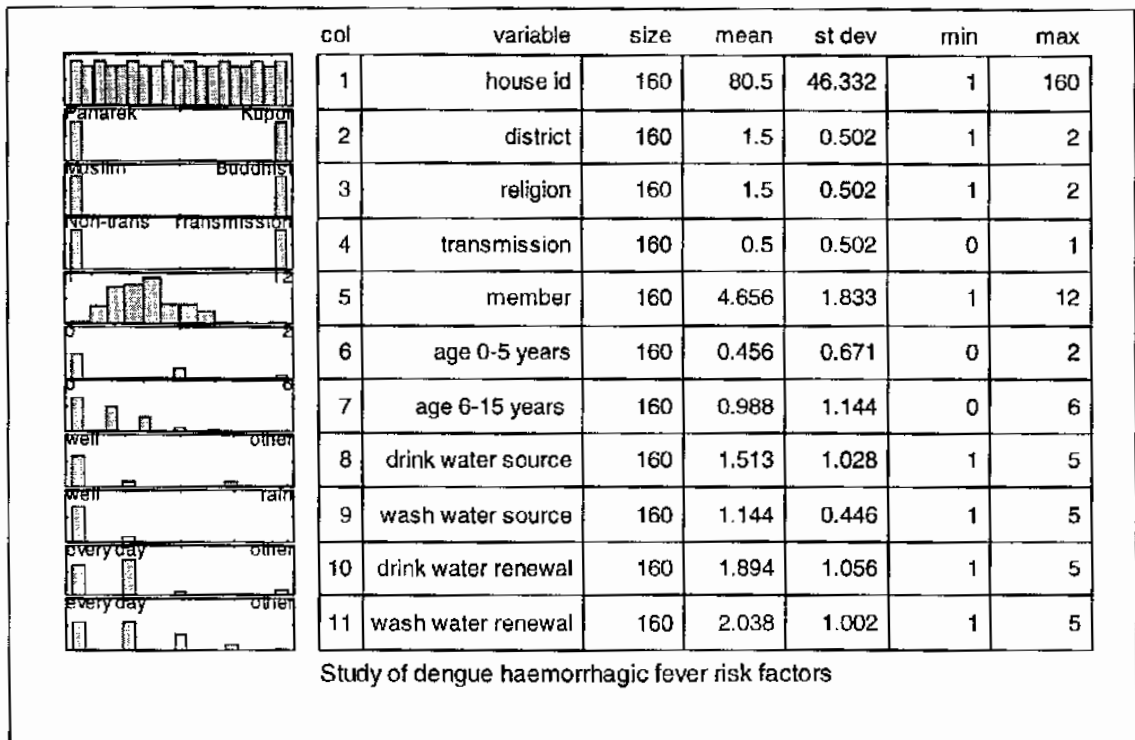 col variable size mean st dev min max
1 house id 160 80.5 46.332 1 160
Panarek
2 district 160 1.5 0.502 1 2
Muslim Buddhist
3 religion 160 1.5 0.502 1 2
Non-trans Transmission
4 transmission 160 0.5 0.502 0 1
5 member 160 4.656 1.833 1 12
0 2
6 age 0-5 years 160 0.456 0.671 0 2
0 6
7 age 6-15 years 160 0.988 1.144 0 6
well other
8 drink water source 160 1.513 1.028 1 5
well rain
9 wash water source 160 1.144 0.446 1 5
every day other
10 drink water renewal 160 1.894 1.056 1 5
every day other
11 wash water renewal 160 2.038 1.002 1 5
Study of dengue haemorrhagic fever risk factors